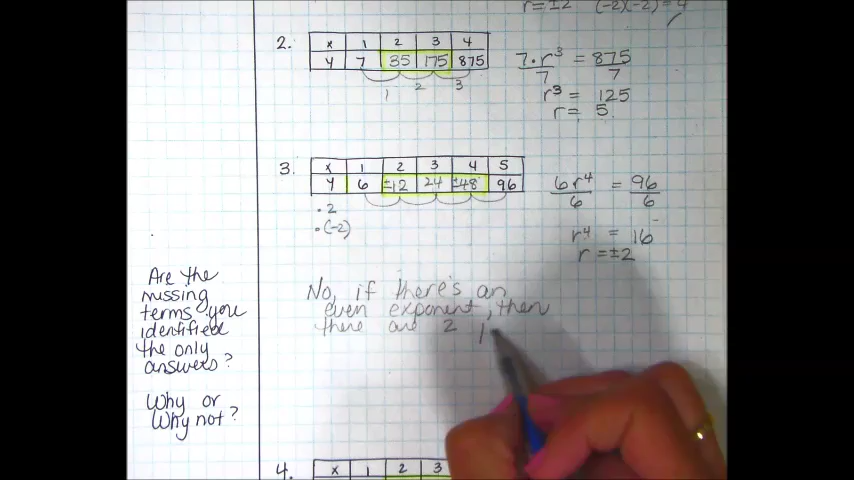 r = ±2 (-2)(-2) = 4
2.
x 1 2 3 4
y 7 35 175 875
1 2 3
7 · r³ = 875
7 7
r³ = 125
r = 5
3.
x 1 2 3 4 5
y 6 ±12 24 ±48 96
· 2
· (-2)
6r⁴ = 96
6 6
r⁴ = 16
r = ±2
Are the
missing
terms you
identified
the only
answers?
Why or
Why not?
No, if there's an
even exponent, then
there are 2
4.
x 1 2 3